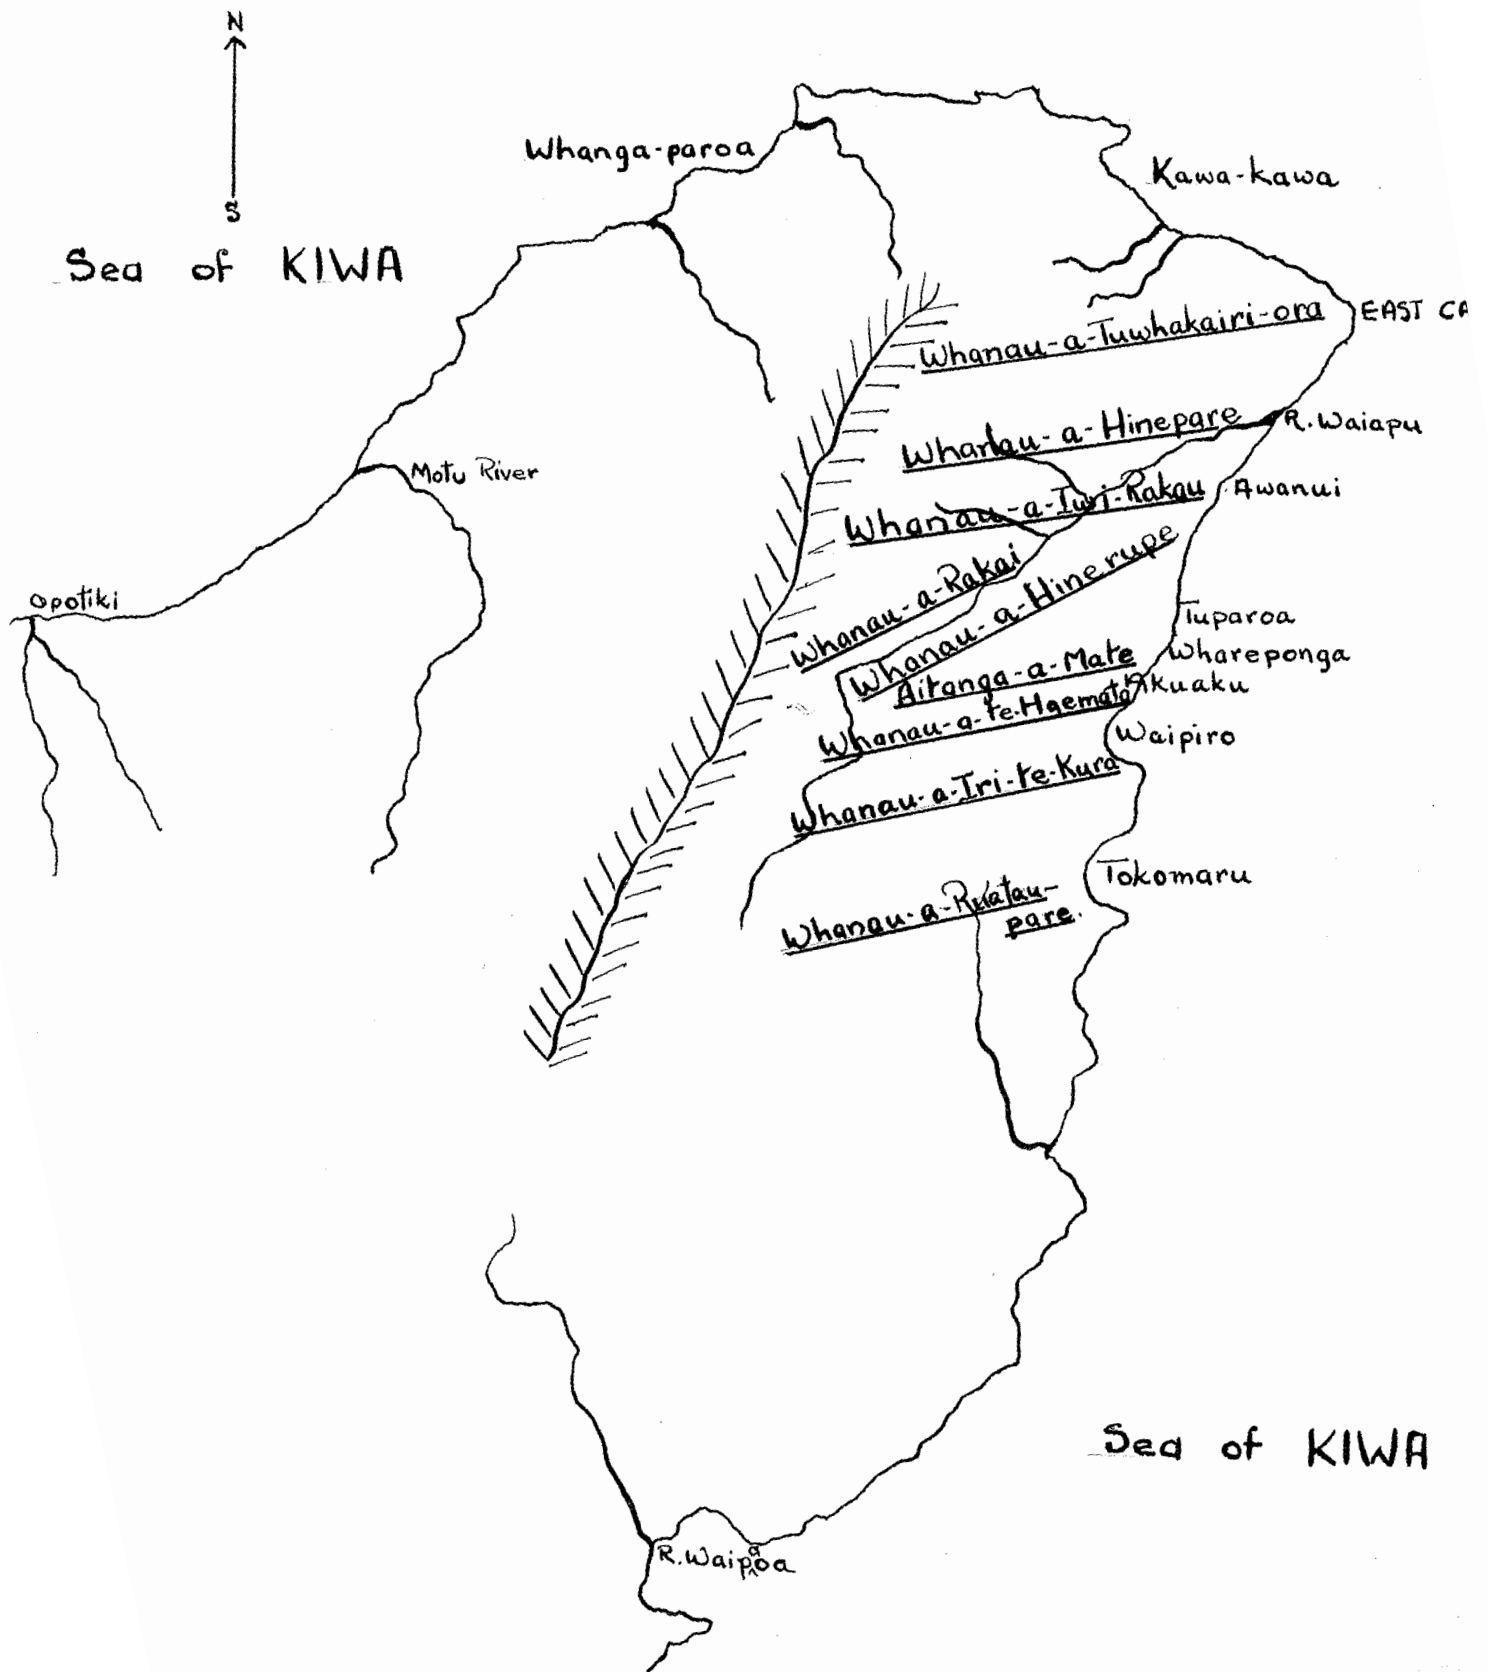 N
S
Whanga-paroa
Kawa-kawa
Sea of KIWA
EAST CA
Whanau-a-Tuwhakairi-ora
Whanau-a-Hinepare
R. Waiapu
Motu River
Awanui
Whanau-a-Iwi-Rakau
Whanau-a-Rakai
Whanau-a-Hinerupe
Opotiki
Tuparoa
Whareponga
Aitanga-a-Mate
Akuaku
Whanau-a-te-Haemata
Waipiro
Whanau-a-Iri-te-Kura
Tokomaru
Whanau-a-Ruatau-
pare.
Sea of KIWA
R. Waipaoa